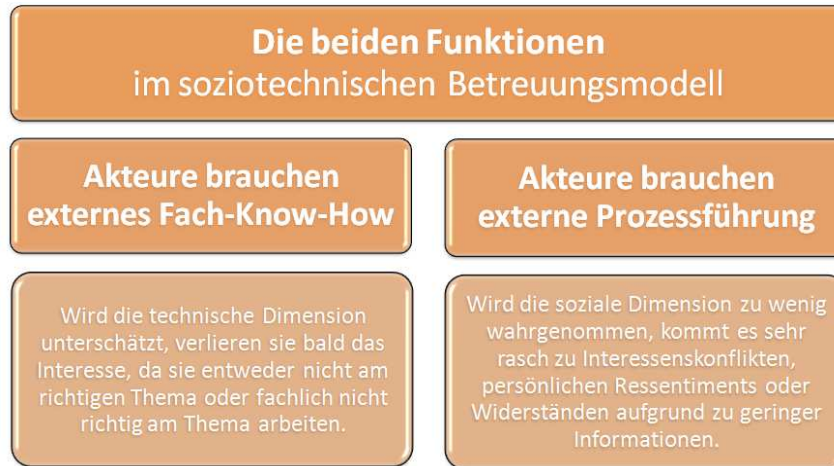 Die beiden Funktionen
im soziotechnischen Betreuungsmodell
Akteure brauchen
externes Fach-Know-How
Wird die technische Dimension
unterschätzt, verlieren sie bald das
Interesse, da sie entweder nicht am
richtigen Thema oder fachlich nicht
richtig am Thema arbeiten.
Akteure brauchen
externe Prozessführung
Wird die soziale Dimension zu wenig
wahrgenommen, kommt es sehr
rasch zu Interessenskonflikten,
persönlichen Ressentiments oder
Widerständen aufgrund zu geringer
Informationen.